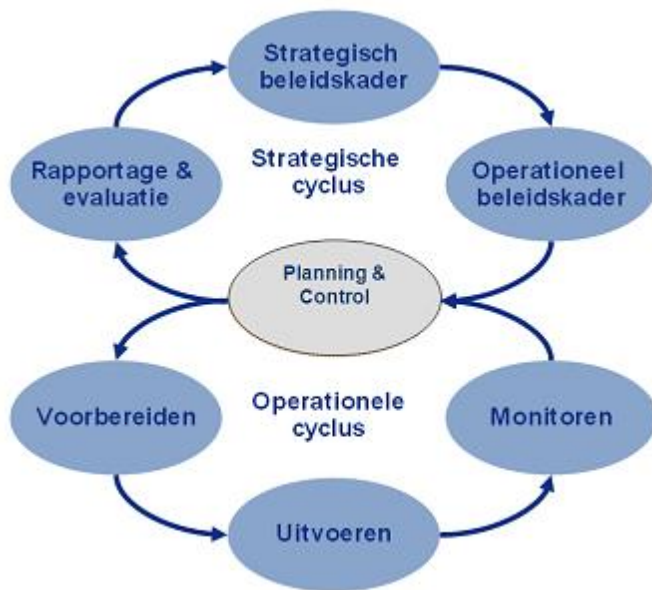 Strategisch
beleidskader
Rapportage &
evaluatie
Strategische
cyclus
Operationeel
beleidskader
Planning &
Control
Voorbereiden
Operationele
cyclus
Monitoren
Uitvoeren